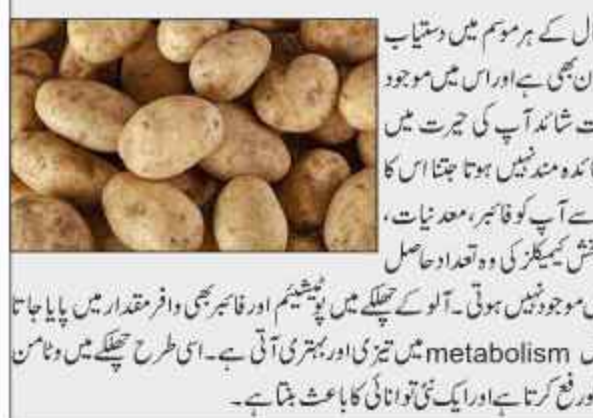 ال کے ہر موسم میں دستیاب
ن بھی ہے اور اس میں موجود
ت شائد آپ کی حیرت میں
ائدہ مند نہیں ہوتا جتنا اس کا
سے آپ کو فائبر، معدنیات،
کیمیکلز کی وہ تعداد حاصل
موجود نہیں ہوتی۔ آلو کے چھلکے میں پوٹیشیئم اور فائبر بھی وافر مقدار میں پایا جاتا
metabolism میں تیزی اور بہتری آتی ہے۔ اسی طرح چھلکے میں وٹامن
ورفع کرتا ہے اور ایک نئی توانائی کا باعث بنتا ہے۔